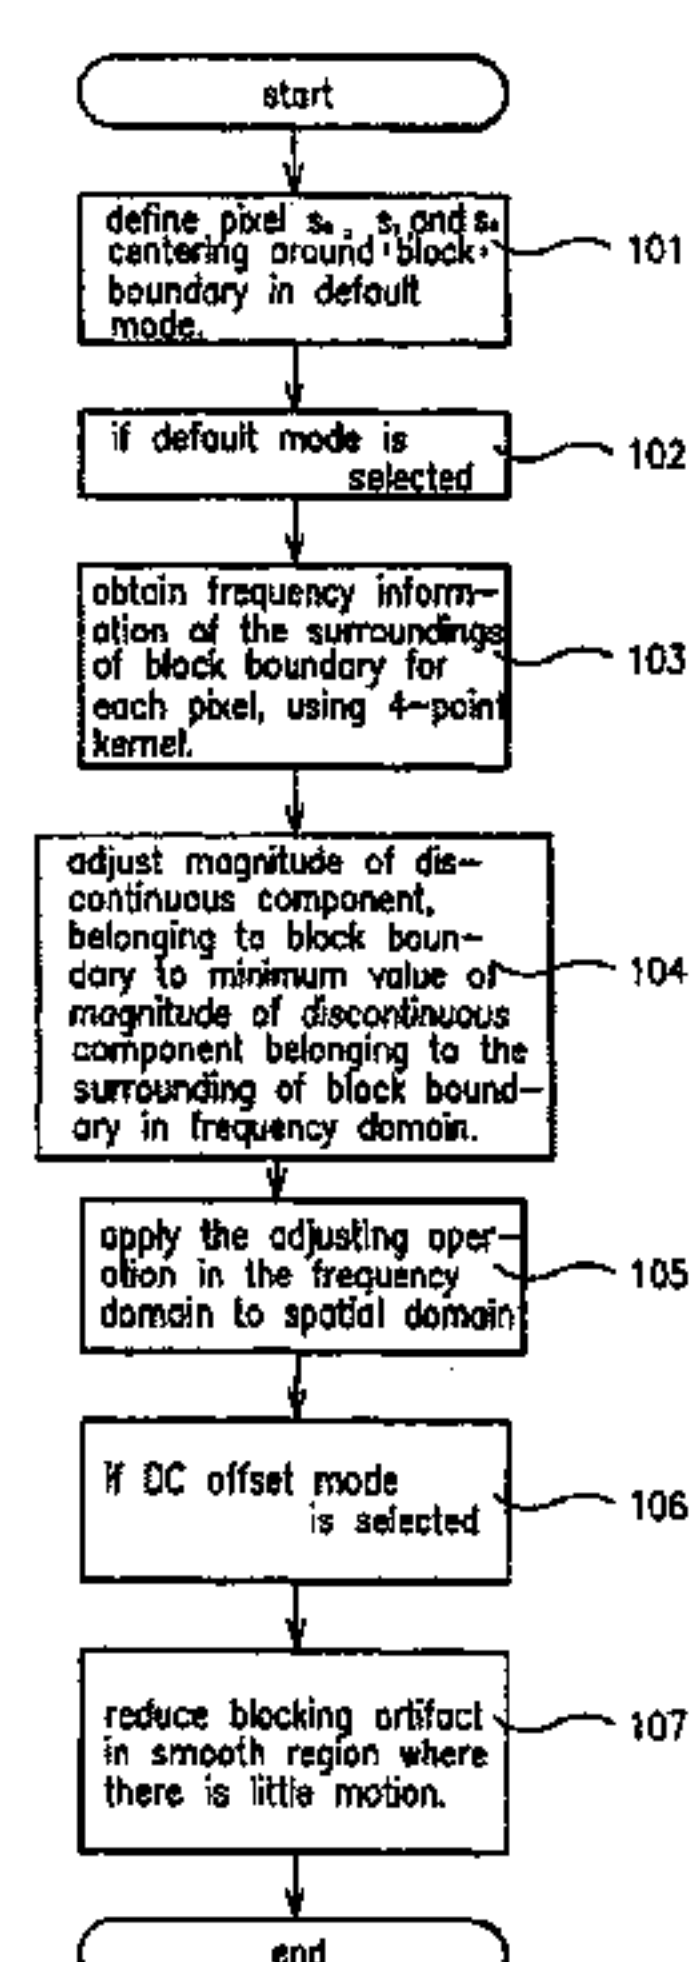 start
define pixel s₀, s₁ and s₂
centering around block
boundary in default
mode.
101
if default mode is
selected
102
obtain frequency inform-
ation of the surroundings
of block boundary for
each pixel, using 4-point
kernel.
103
adjust magnitude of dis-
continuous component,
belonging to block boun-
dary to minimum value of
magnitude of discontinuous
component belonging to the
surrounding of block bound-
ary in frequency domain.
104
apply the adjusting oper-
ation in the frequency
domain to spatial domain
105
if DC offset mode
is selected
106
reduce blocking artifact
in smooth region where
there is little motion.
107
end